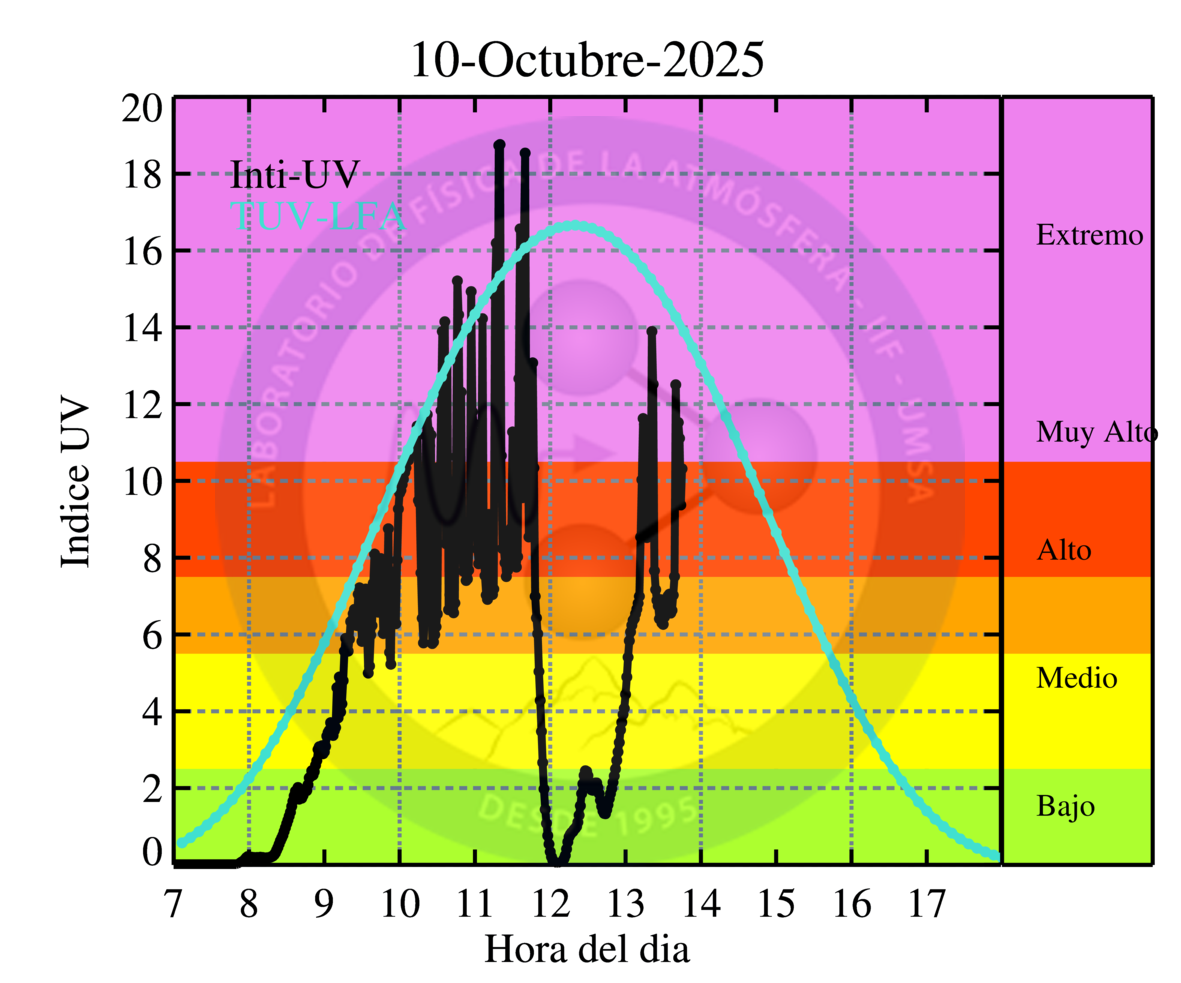 10-Octubre-2025
Inti-UV
TUV-LFA
Indice UV
20
18
16
14
12
10
8
6
4
2
0
7 8 9 10 11 12 13 14 15 16 17
Hora del dia
Extremo
Muy Alto
Alto
Medio
Bajo
LABORATORIO DE FÍSICA DE LA ATMÓSFERA - IIF - UMSA
DESDE 1995